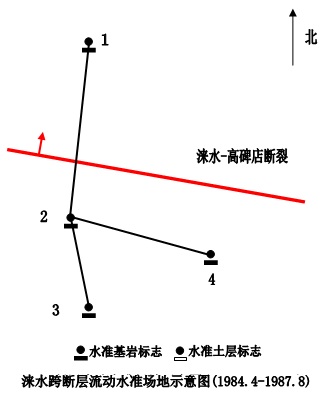 1
北
涞水-高碑店断裂
2
4
3
水准基岩标志 水准土层标志
涞水跨断层流动水准场地示意图(1984.4-1987.8)